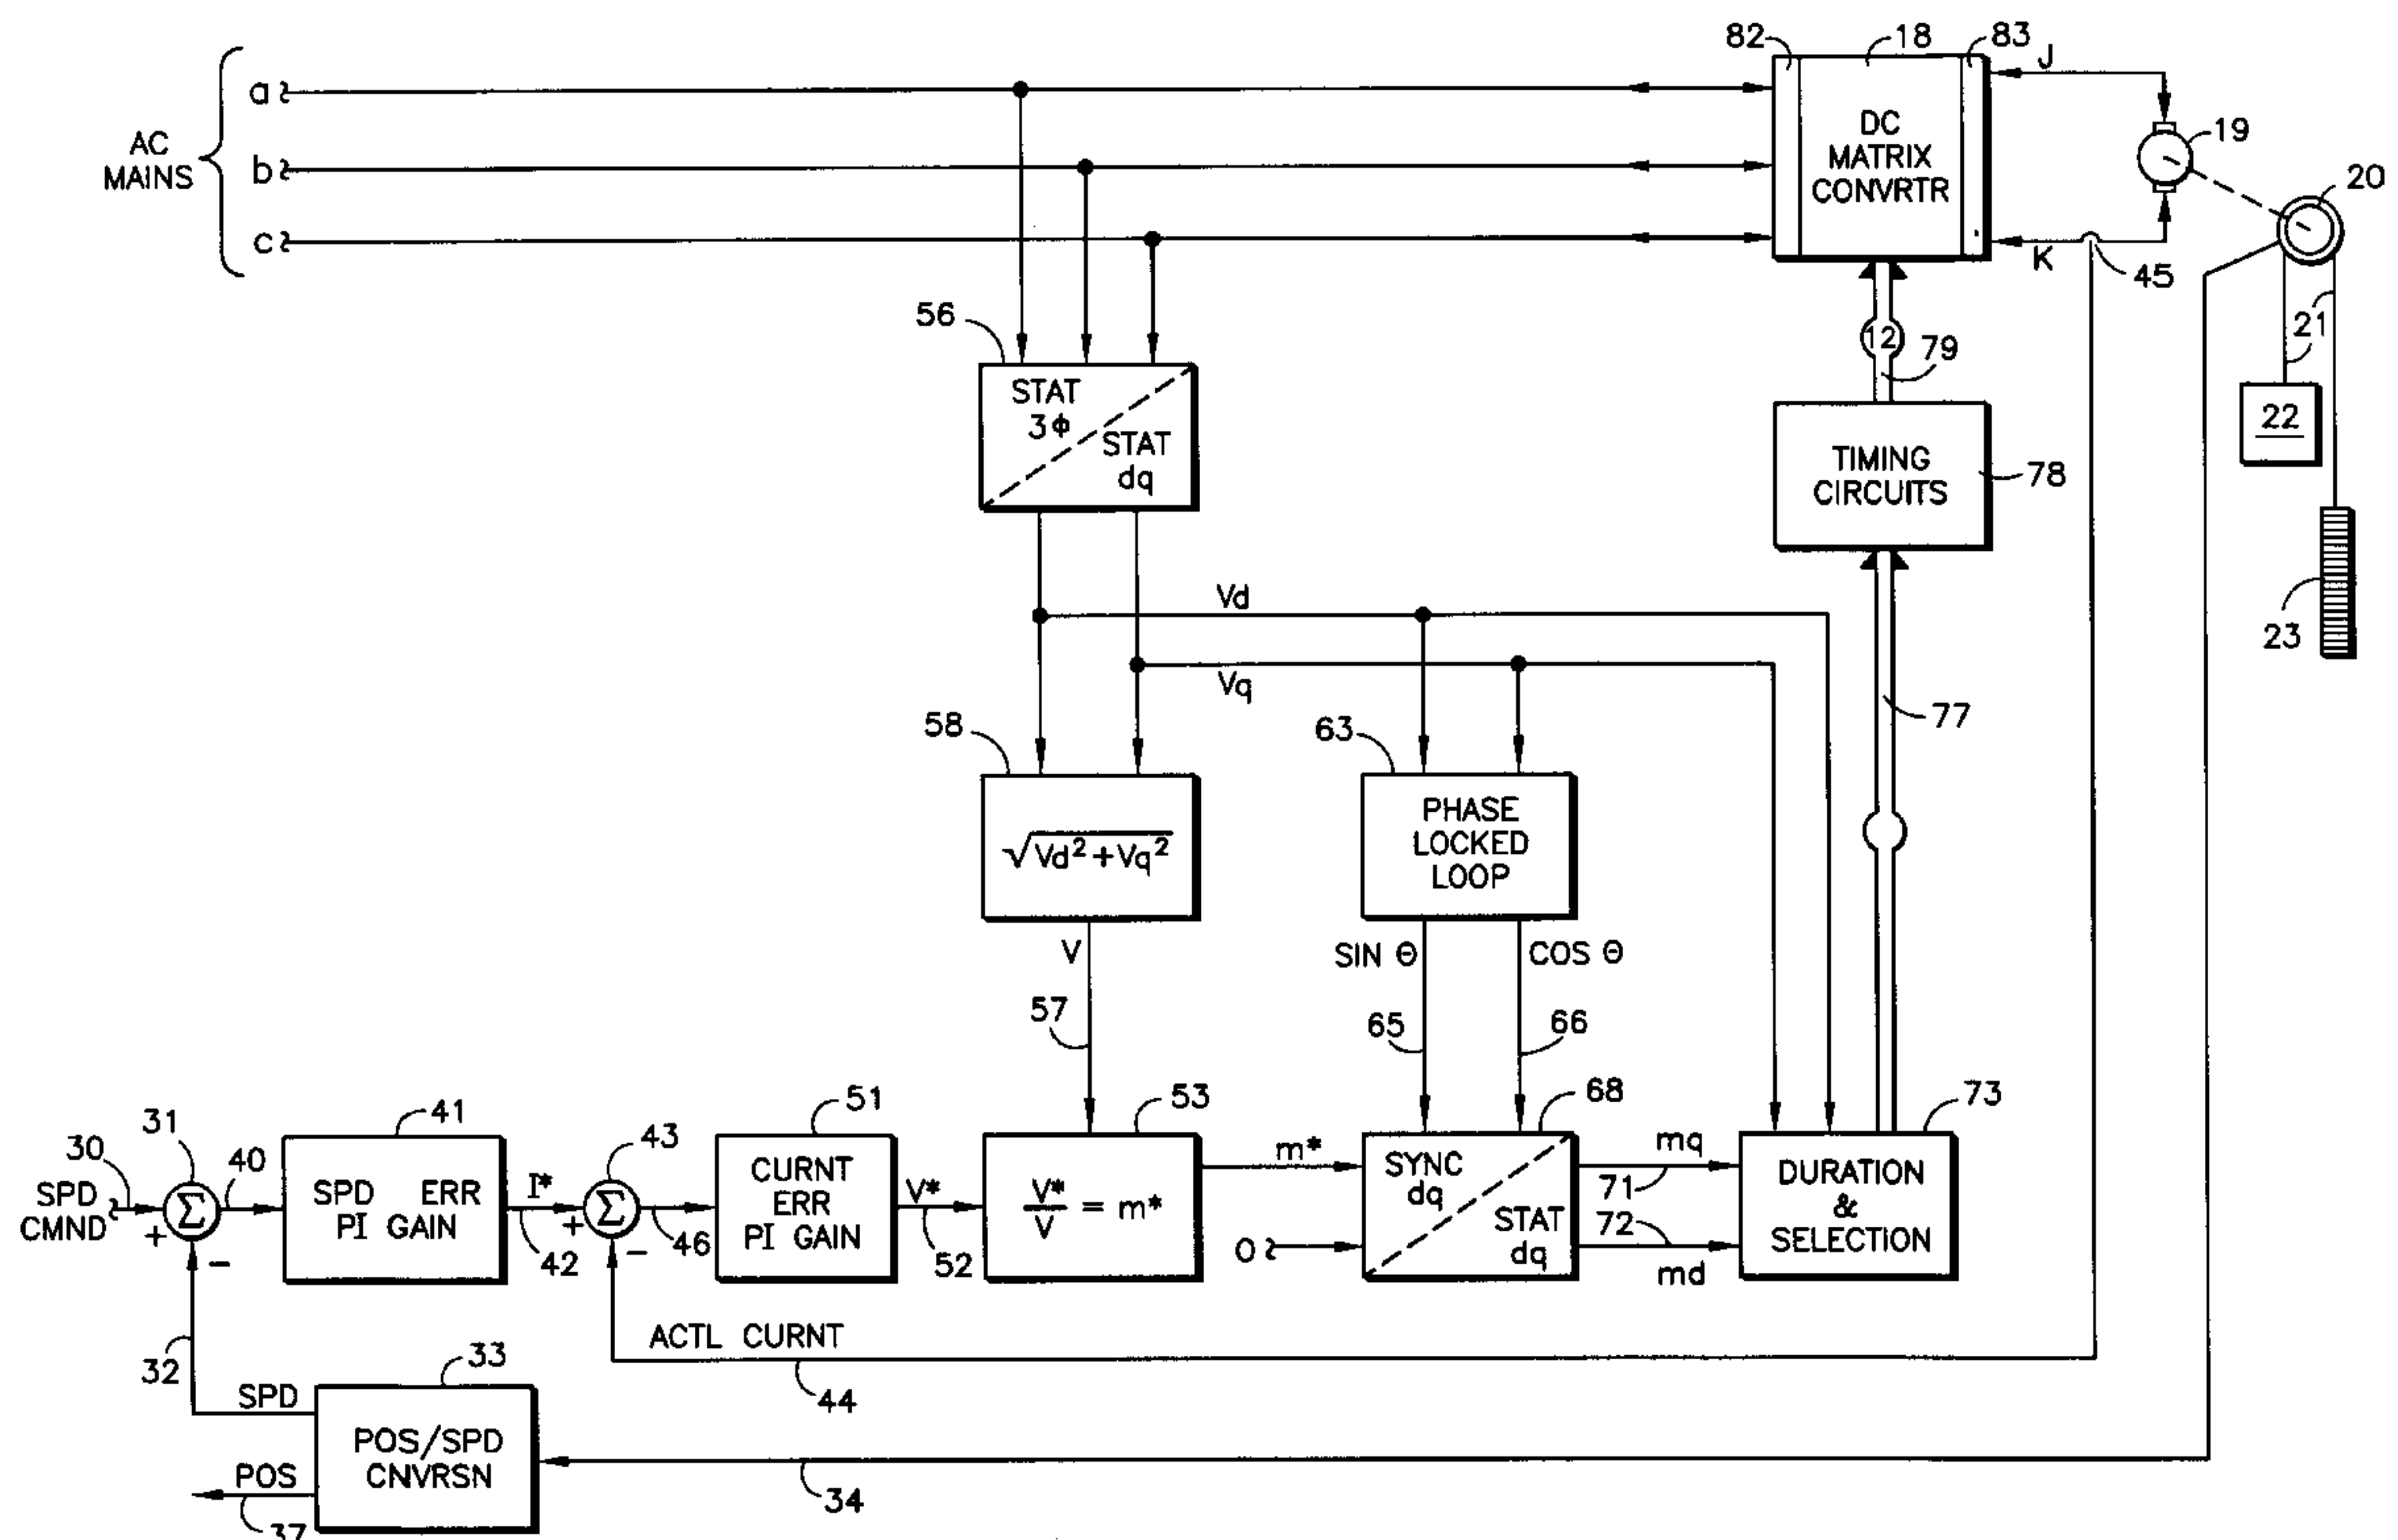 82 18 83
J
a
AC
MAINS
b
c
DC
MATRIX
CONVRTR
19
20
K
45
56
12
79
21
STAT
3Φ
STAT
dq
22
TIMING
CIRCUITS
78
Vd
23
Vq
77
58
63
√Vd²+Vq²
PHASE
LOCKED
LOOP
V
SIN Θ
COS Θ
57
65
66
31
41
43
51
53
68
73
30
SPD
CMND
+
-
Σ
40
SPD ERR
PI GAIN
I*
42
+
-
Σ
46
CURNT
ERR
PI GAIN
V*
52
V*/V = m*
m*
0
SYNC
dq
STAT
dq
mq
71
72
md
DURATION
&
SELECTION
ACTL CURNT
44
32
33
SPD
POS/SPD
CNVRSN
POS
34
37